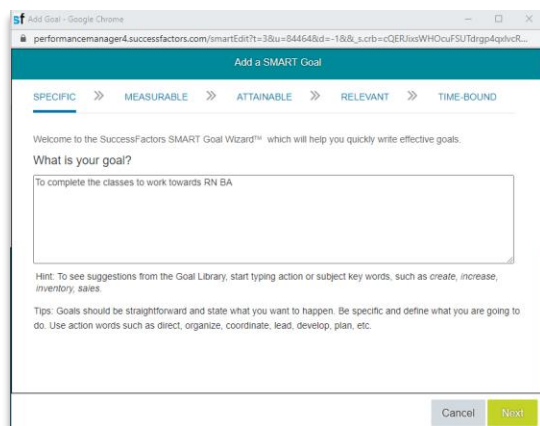 sf Add Goal - Google Chrome
performancemanager4.successfactors.com/smartEdit?t=3&u=84464&d=-1&&_s.crb=
Add a SMART Goal
SPECIFIC >> MEASURABLE >> ATTAINABLE >> RELEVANT >> TIME-BOUND
Welcome to the SuccessFactors SMART Goal Wizard™ which will help you quickly write effective goals.
What is your goal?
To complete the classes to work towards RN BA
Hint: To see suggestions from the Goal Library, start typing action or subject key words, such as create, increase,
inventory, sales.
Tips: Goals should be straightforward and state what you want to happen. Be specific and define what you are going to
do. Use action words such as direct, organize, coordinate, lead, develop, plan, etc.
Cancel Next